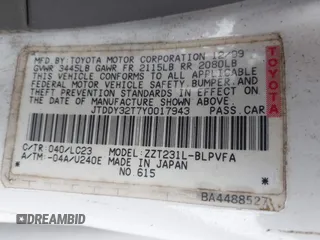 MFD BY: TOYOTA MOTOR CORPORATION 12/99
GVWR 3445LB GAWR FR 2115LB RR 2080LB
THIS VEHICLE CONFORMS TO ALL APPLICABLE
FEDERAL MOTOR VEHICLE SAFETY, BUMPER, AND
THEFT PREVENTION STANDARDS IN EFFECT ON
THE DATE OF MANUFACTURE SHOWN ABOVE.
JTDDY32T7Y0017943 PASS.CAR
TOYOTA
C/TR:040/LC23 MODEL:ZZT231L-BLPVFA
A/TM:-04A/U240E MADE IN JAPAN
NO.615
BA4488527
DREAMBID